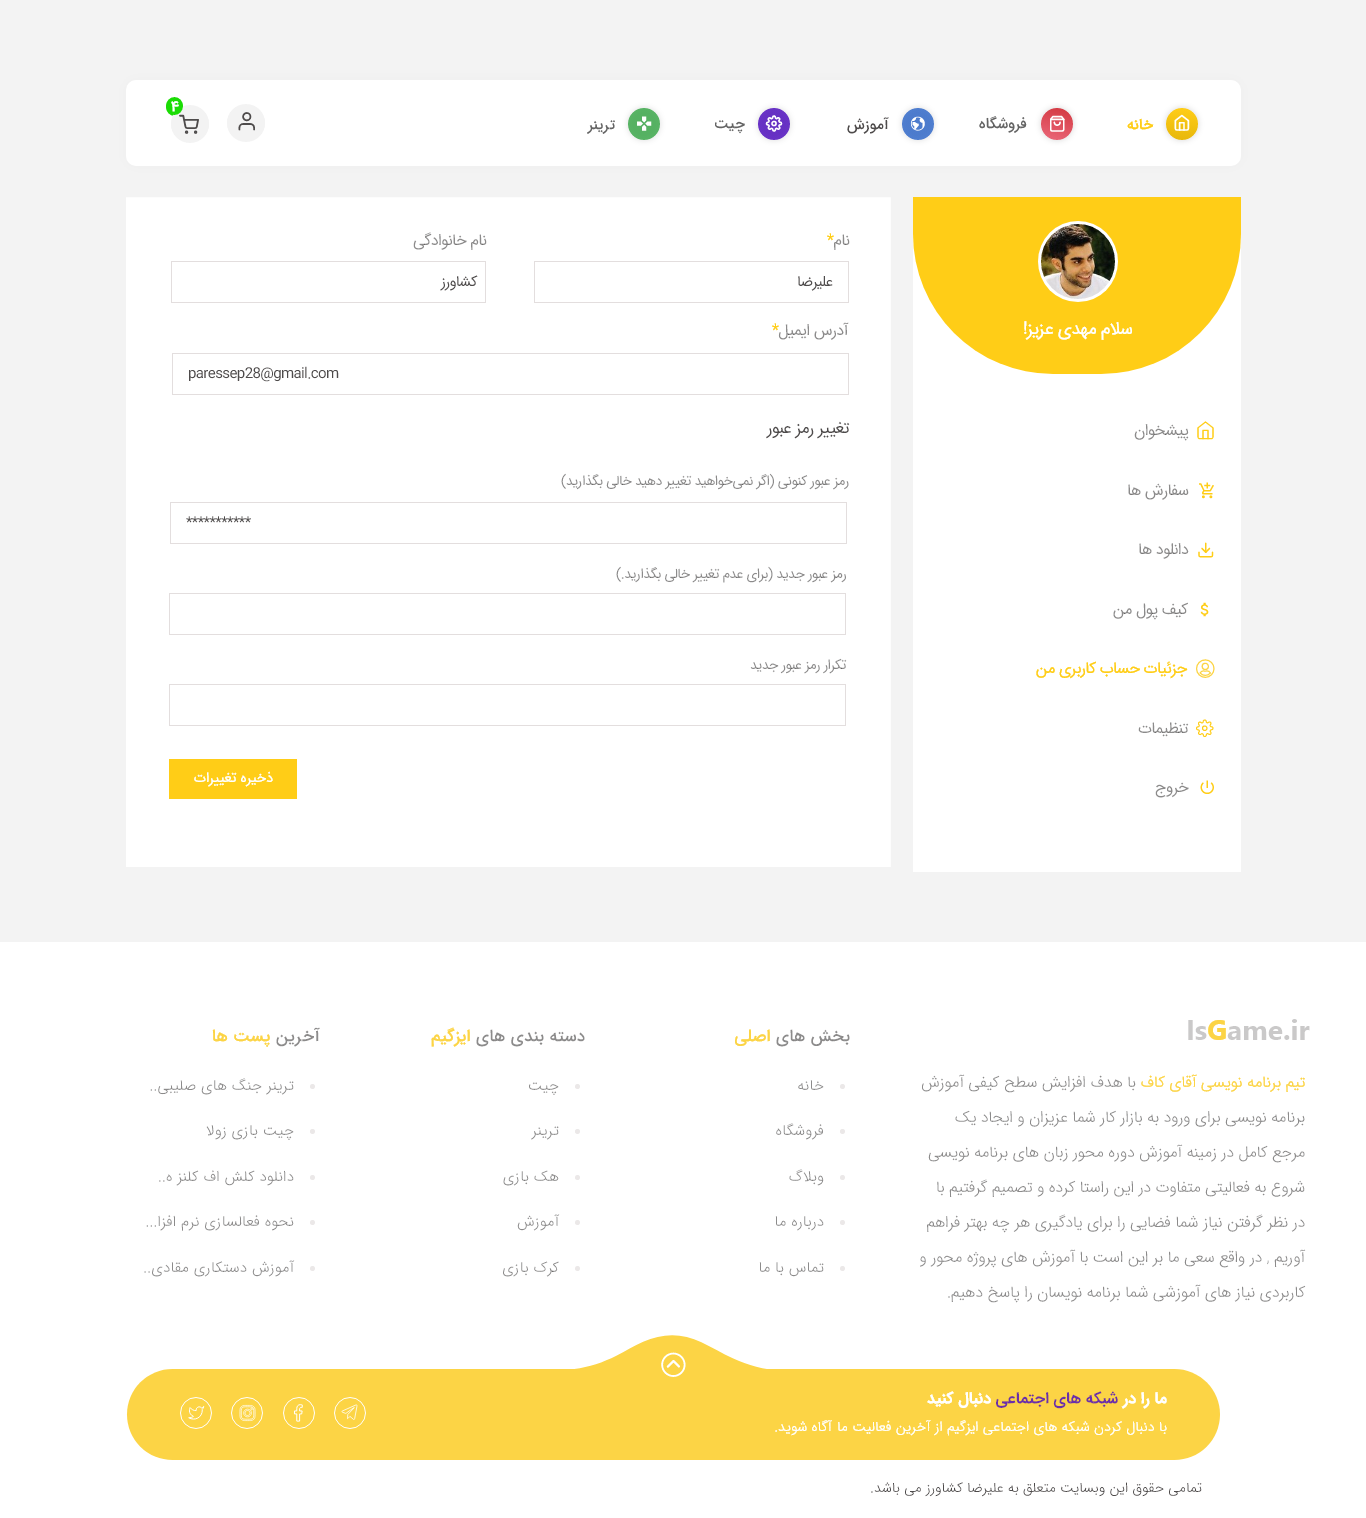 خانه
فروشگاه
آموزش
چیت
ترینر
۴
سلام مهدی عزیز!
پیشخوان
سفارش ها
دانلود ها
کیف پول من
جزئیات حساب کاربری من
تنظیمات
خروج
نام*
نام خانوادگی
علیرضا
کشاورز
آدرس ایمیل*
paressep28@gmail.com
تغییر رمز عبور
رمز عبور کنونی (اگر نمی‌خواهید تغییر دهید خالی بگذارید)
***********
رمز عبور جدید (برای عدم تغییر خالی بگذارید.)
تکرار رمز عبور جدید
ذخیره تغییرات
IsGame.ir
تیم برنامه نویسی آقای کاف با هدف افزایش سطح کیفی آموزش
برنامه نویسی برای ورود به بازار کار شما عزیزان و ایجاد یک
مرجع کامل در زمینه آموزش دوره محور زبان های برنامه نویسی
شروع به فعالیتی متفاوت در این راستا کرده و تصمیم گرفتیم با
در نظر گرفتن نیاز شما فضایی را برای یادگیری هر چه بهتر فراهم
آوریم , در واقع سعی ما بر این است با آموزش های پروژه محور و
کاربردی نیاز های آموزشی شما برنامه نویسان را پاسخ دهیم.
بخش های اصلی
خانه
فروشگاه
وبلاگ
درباره ما
تماس با ما
دسته بندی های ایزگیم
چیت
ترینر
هک بازی
آموزش
کرک بازی
آخرین پست ها
ترینر جنگ های صلیبی..
چیت بازی زولا
دانلود کلش اف کلنز ه..
نحوه فعالسازی نرم افزا...
آموزش دستکاری مقادی..
ما را در شبکه های اجتماعی دنبال کنید
با دنبال کردن شبکه های اجتماعی ایزگیم از آخرین فعالیت ما آگاه شوید.
تمامی حقوق این وبسایت متعلق به علیرضا کشاورز می باشد.